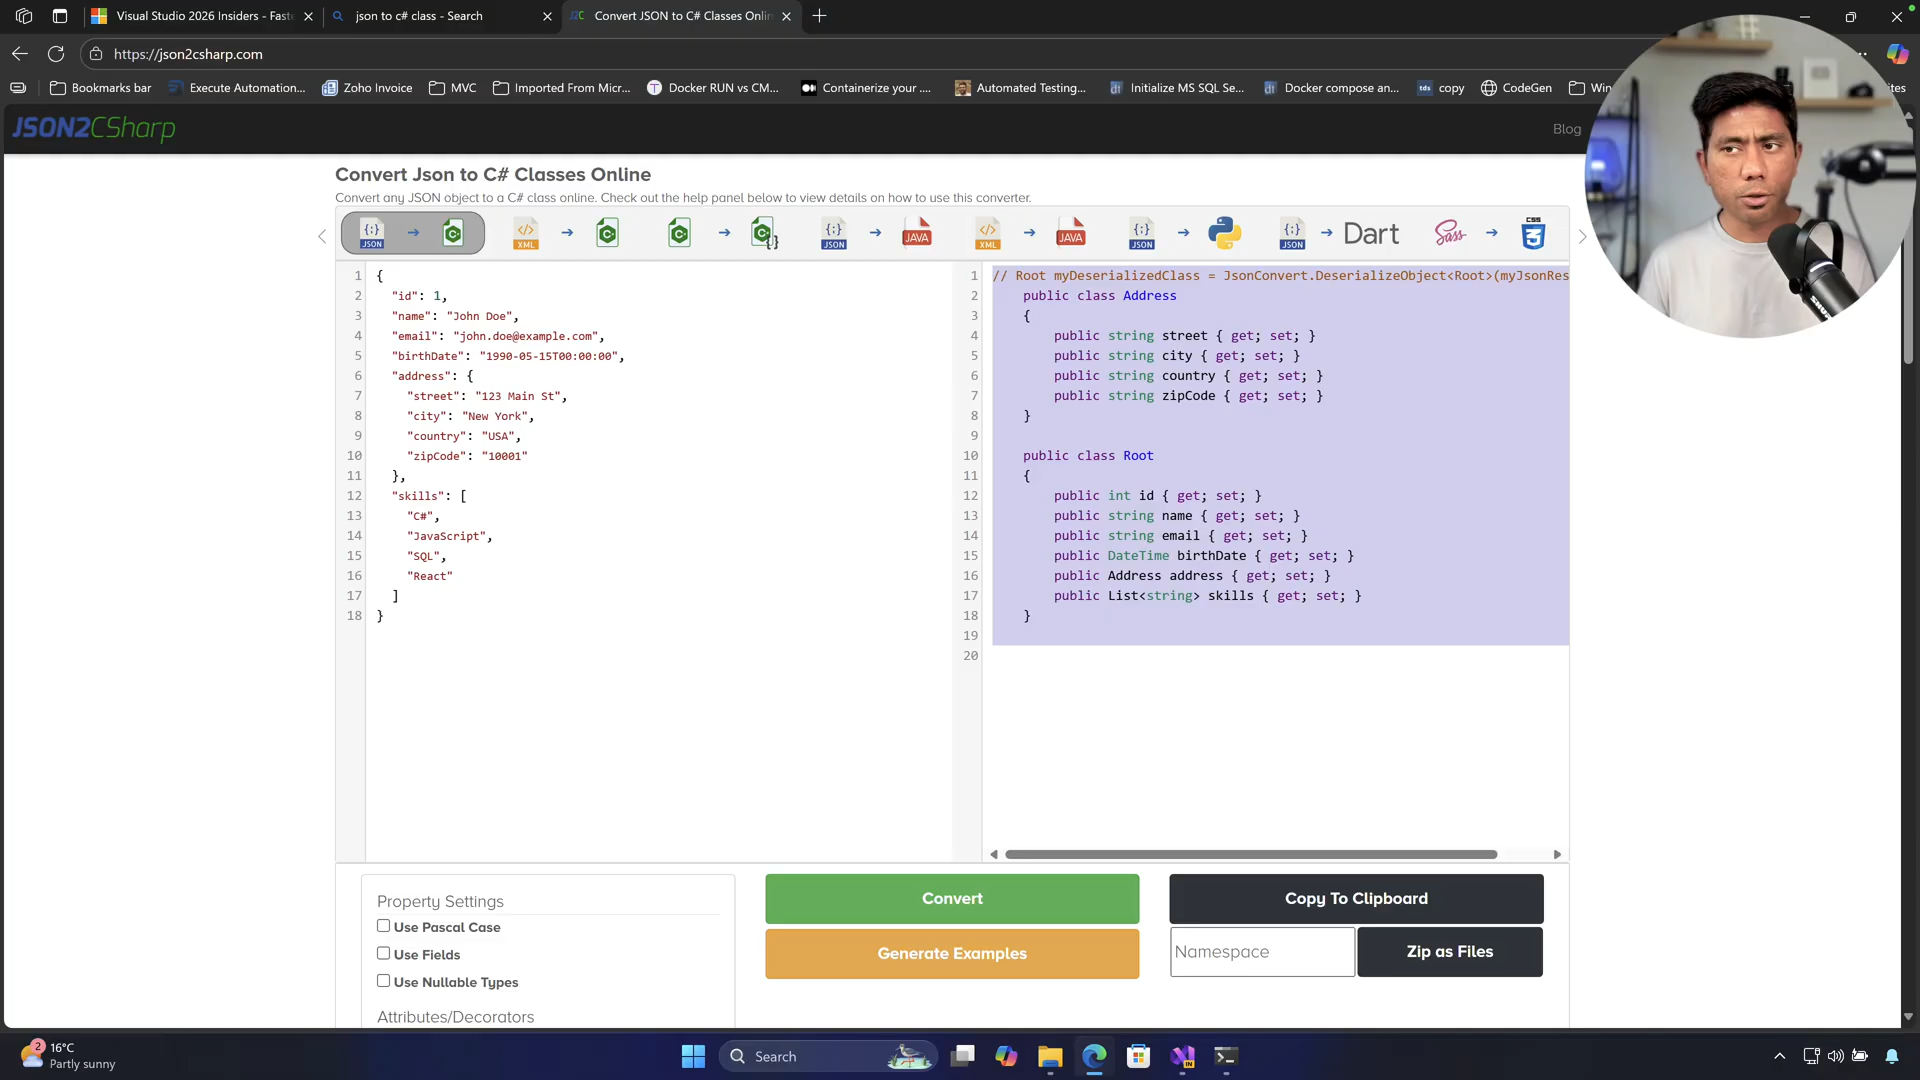 Visual Studio 2026 Insiders - Faste
json to c# class - Search
Convert JSON to C# Classes Onlin
https://json2csharp.com
Bookmarks bar
Execute Automation...
Zoho Invoice
MVC
Imported From Micr...
Docker RUN vs CM...
Containerize your ....
Automated Testing...
Initialize MS SQL Se...
Docker compose an...
copy
CodeGen
JSON2CSharp
Blog
Convert Json to C# Classes Online
Convert any JSON object to a C# class online. Check out the help panel below to view details on how to use this converter.
JSON
XML
JSON
JAVA
XML
JAVA
JSON
JSON
Dart
Sass
CSS
1 {
2 "id": 1,
3 "name": "John Doe",
4 "email": "john.doe@example.com",
5 "birthDate": "1990-05-15T00:00:00",
6 "address": {
7 "street": "123 Main St",
8 "city": "New York",
9 "country": "USA",
10 "zipCode": "10001"
11 },
12 "skills": [
13 "C#",
14 "JavaScript",
15 "SQL",
16 "React"
17 ]
18 }
1 // Root myDeserializedClass = JsonConvert.DeserializeObject<Root>(myJsonRes
2 public class Address
3 {
4 public string street { get; set; }
5 public string city { get; set; }
6 public string country { get; set; }
7 public string zipCode { get; set; }
8 }
9
10 public class Root
11 {
12 public int id { get; set; }
13 public string name { get; set; }
14 public string email { get; set; }
15 public DateTime birthDate { get; set; }
16 public Address address { get; set; }
17 public List<string> skills { get; set; }
18 }
19
20
Property Settings
Use Pascal Case
Use Fields
Use Nullable Types
Attributes/Decorators
Convert
Generate Examples
Copy To Clipboard
Namespace
Zip as Files
2
16°C
Partly sunny
Search